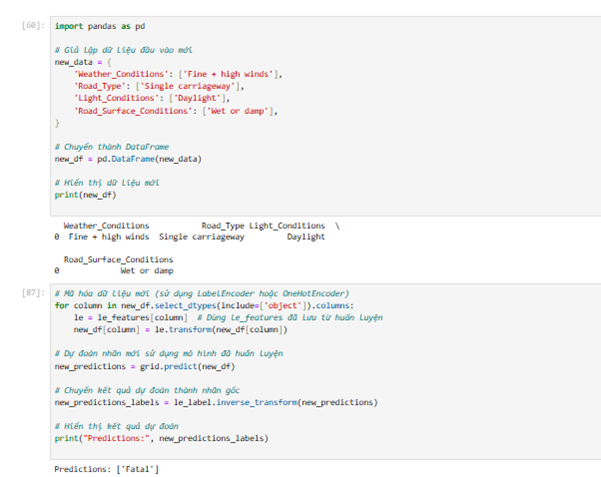 [60]: import pandas as pd
# Giả lập dữ liệu đầu vào mới
new_data = {
    'Weather_Conditions': ['Fine + high winds'],
    'Road_Type': ['Single carriageway'],
    'Light_Conditions': ['Daylight'],
    'Road_Surface_Conditions': ['Wet or damp'],
}
# Chuyển thành DataFrame
new_df = pd.DataFrame(new_data)
# Hiển thị dữ liệu mới
print(new_df)
  Weather_Conditions           Road_Type Light_Conditions  \
0  Fine + high winds  Single carriageway         Daylight
  Road_Surface_Conditions
0             Wet or damp
[87]: # Mã hóa dữ liệu mới (sử dụng LabelEncoder hoặc OneHotEncoder)
for column in new_df.select_dtypes(include=['object']).columns:
    le = le_features[column]  # Dùng le_features đã lưu từ huấn luyện
    new_df[column] = le.transform(new_df[column])
# Dự đoán nhãn mới sử dụng mô hình đã huấn luyện
new_predictions = grid.predict(new_df)
# Chuyển kết quả dự đoán thành nhãn gốc
new_predictions_labels = le_label.inverse_transform(new_predictions)
# Hiển thị kết quả dự đoán
print("Predictions:", new_predictions_labels)
Predictions: ['Fatal']